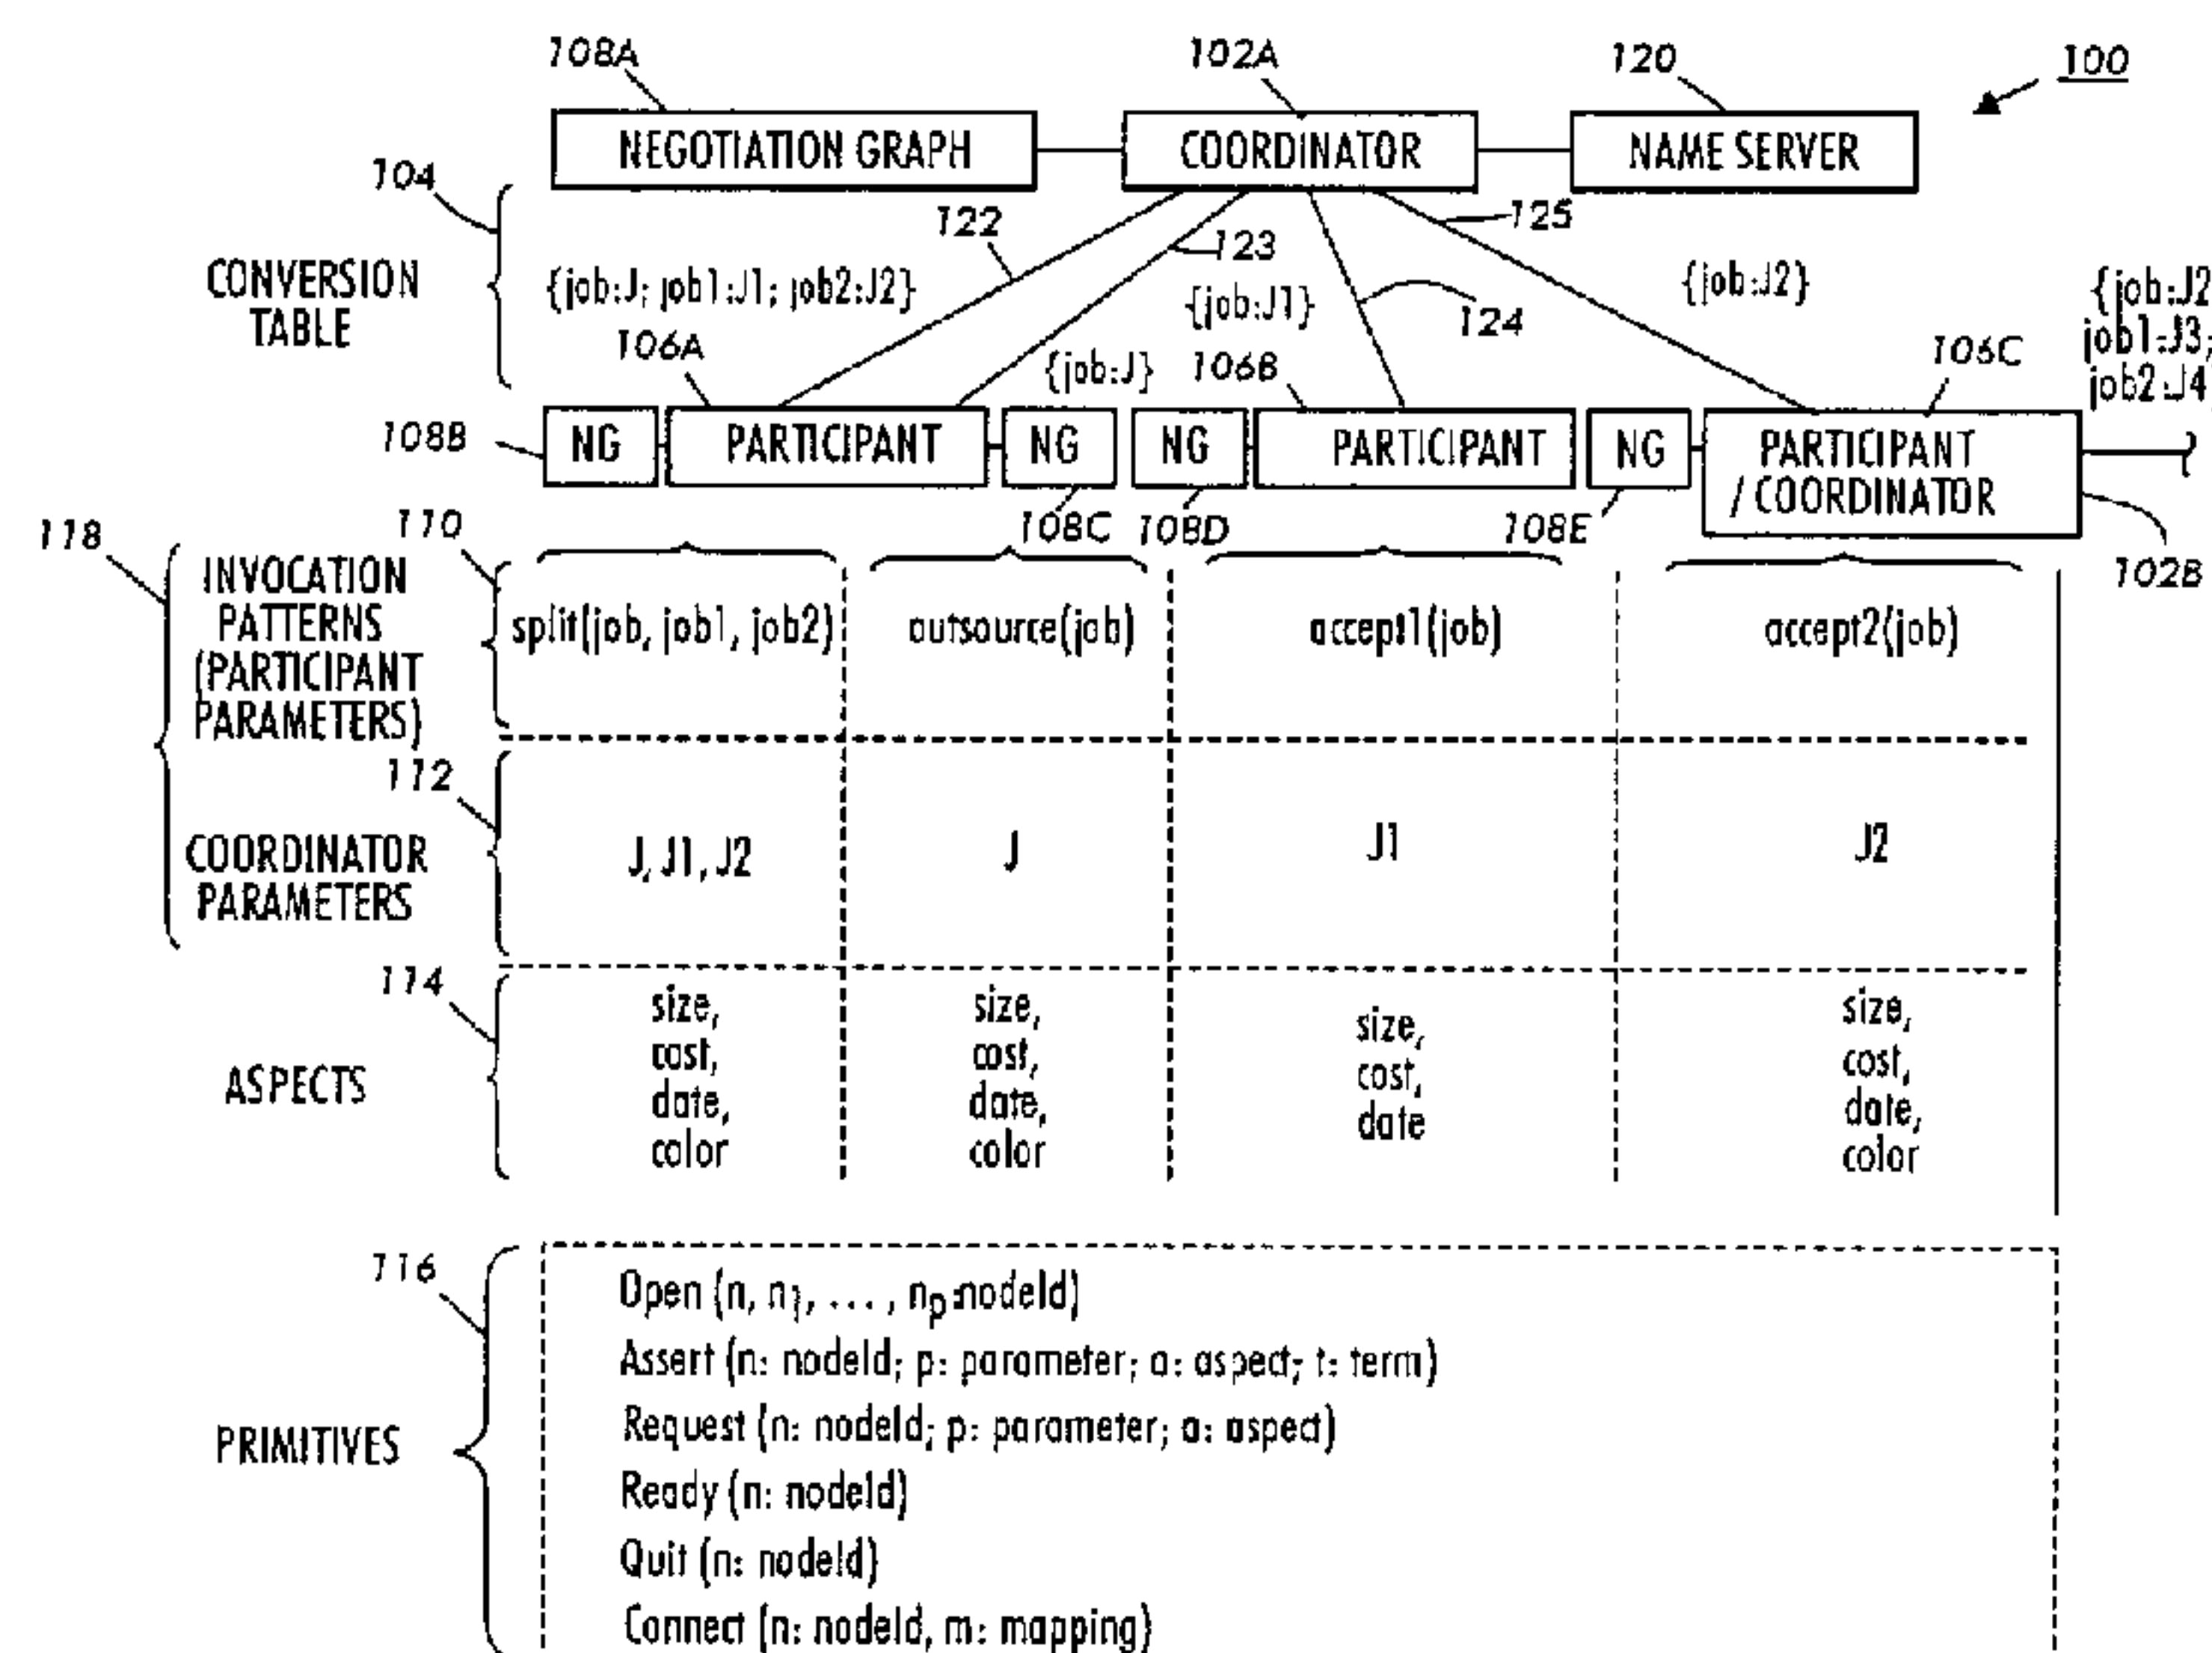 108A 102A 120 100
NEGOTIATION GRAPH COORDINATOR NAME SERVER
104
122 123 125
CONVERSION
TABLE
{job:J; job1:J1; job2:J2} {job:J1} 124 {job:J2} {job:J2
job1:J3;
job2:J4
106A {job:J} 106B 106C
108B NG PARTICIPANT NG NG PARTICIPANT NG PARTICIPANT
/ COORDINATOR
108C 108D 108E 102B
118 110
INVOCATION
PATTERNS
(PARTICIPANT
PARAMETERS)
split(job, job1, job2) outsource(job) accept1(job) accept2(job)
112
COORDINATOR
PARAMETERS
J, J1, J2 J J1 J2
114
ASPECTS
size,
cost,
date,
color
size,
cost,
date,
color
size,
cost,
date
size,
cost,
date,
color
116
PRIMITIVES
Open (n, n1, ... , np:nodeId)
Assert (n: nodeId; p: parameter; a: aspect; t: term)
Request (n: nodeId; p: parameter; a: aspect)
Ready (n: nodeId)
Quit (n: nodeId)
Connect (n: nodeId, m: mapping)